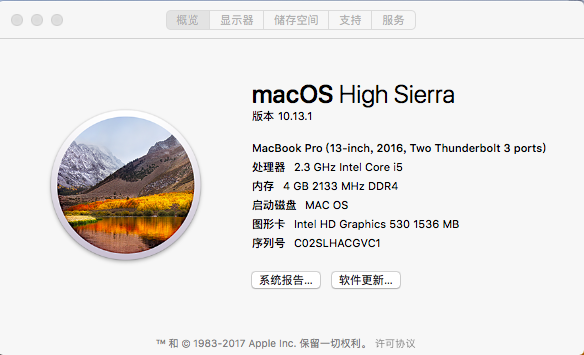 概览 显示器 储存空间 支持 服务
macOS High Sierra
版本 10.13.1
MacBook Pro (13-inch, 2016, Two Thunderbolt 3 ports)
处理器 2.3 GHz Intel Core i5
内存 4 GB 2133 MHz DDR4
启动磁盘 MAC OS
图形卡 Intel HD Graphics 530 1536 MB
序列号 C02SLHACGVC1
系统报告... 软件更新...
™ 和 © 1983-2017 Apple Inc. 保留一切权利。 许可协议